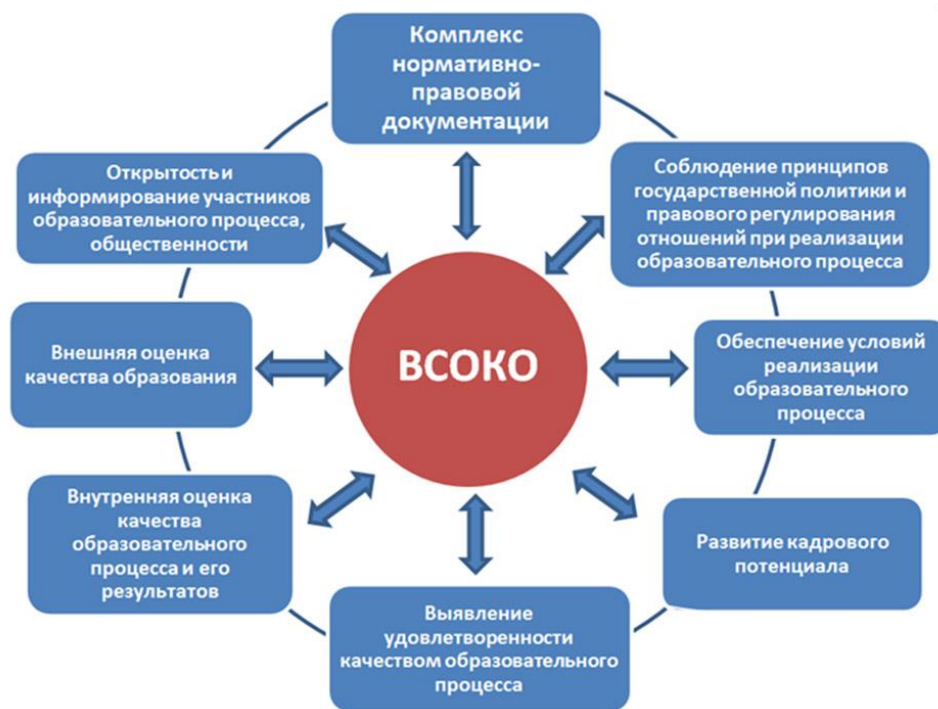 Комплекс
нормативно-
правовой
документации
Открытость и
информирование участников
образовательного процесса,
общественности
Соблюдение принципов
государственной политики и
правового регулирования
отношений при реализации
образовательного процесса
Внешняя оценка
качества образования
ВСОКО
Обеспечение условий
реализации
образовательного
процесса
Внутренняя оценка
качества
образовательного
процесса и его
результатов
Развитие кадрового
потенциала
Выявление
удовлетворенности
качеством образовательного
процесса